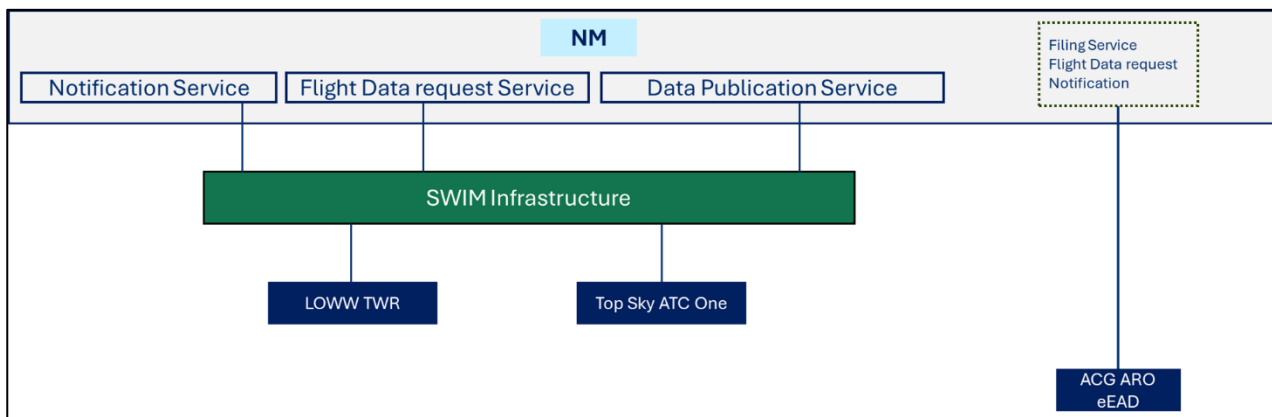 NM
Notification Service
Flight Data request Service
Data Publication Service
Filing Service
Flight Data request
Notification
SWIM Infrastructure
LOWW TWR
Top Sky ATC One
ACG ARO
eEAD